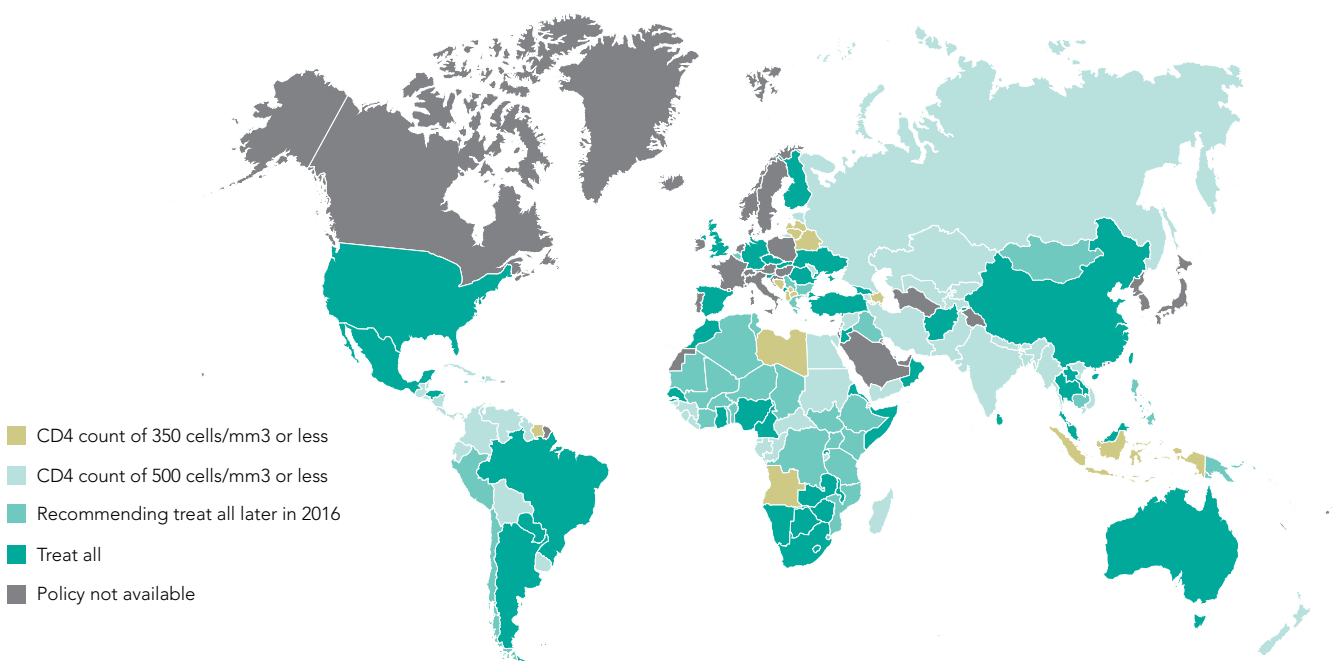 CD4 count of 350 cells/mm3 or less
CD4 count of 500 cells/mm3 or less
Recommending treat all later in 2016
Treat all
Policy not available